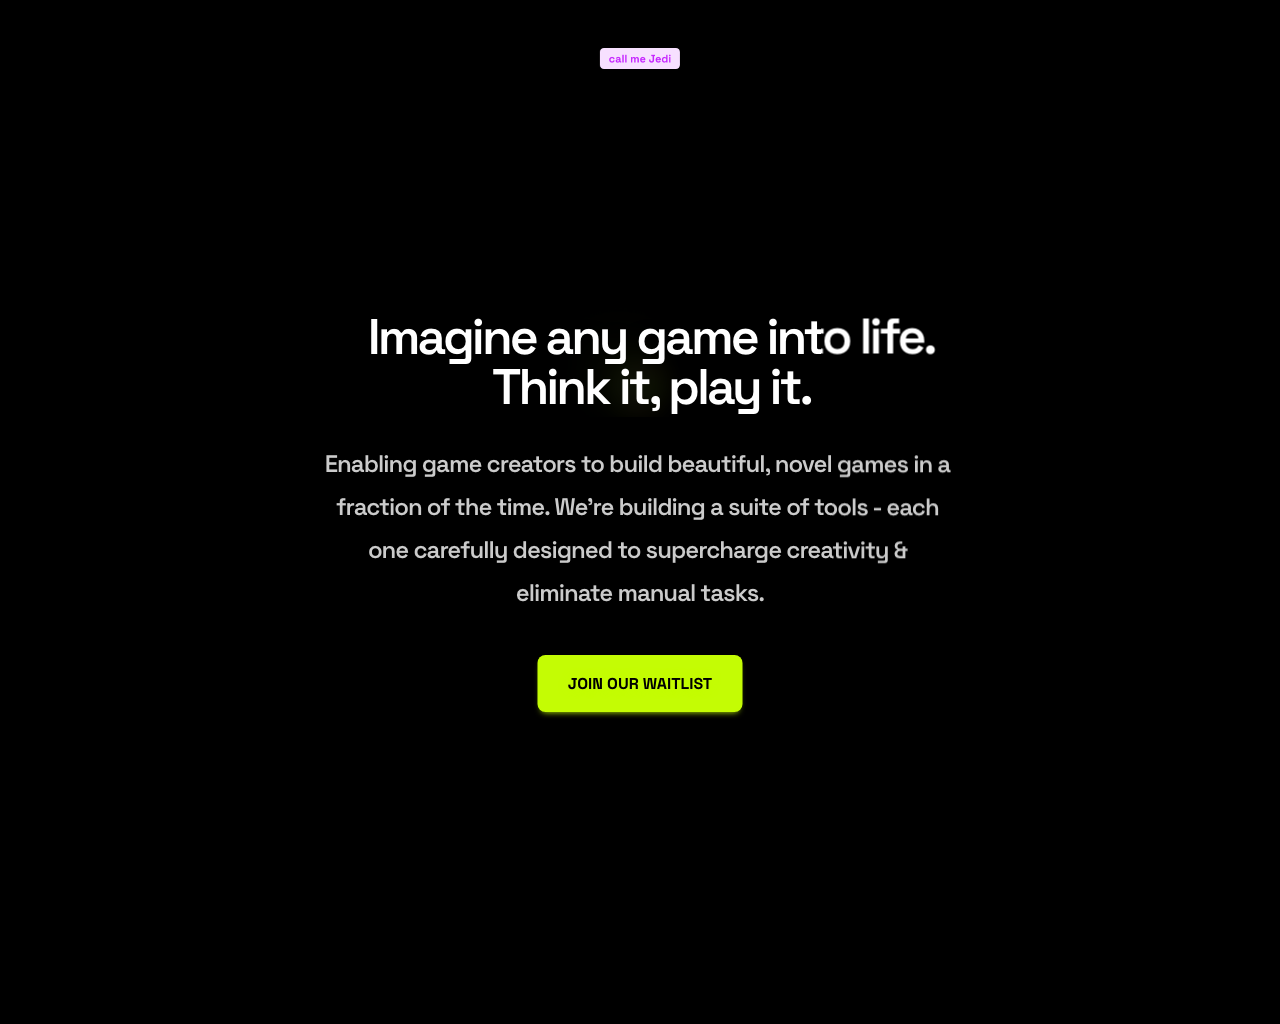 call me Jedi
Imagine any game into life.
Think it, play it.
Enabling game creators to build beautiful, novel games in a
fraction of the time. We’re building a suite of tools - each
one carefully designed to supercharge creativity &
eliminate manual tasks.
JOIN OUR WAITLIST